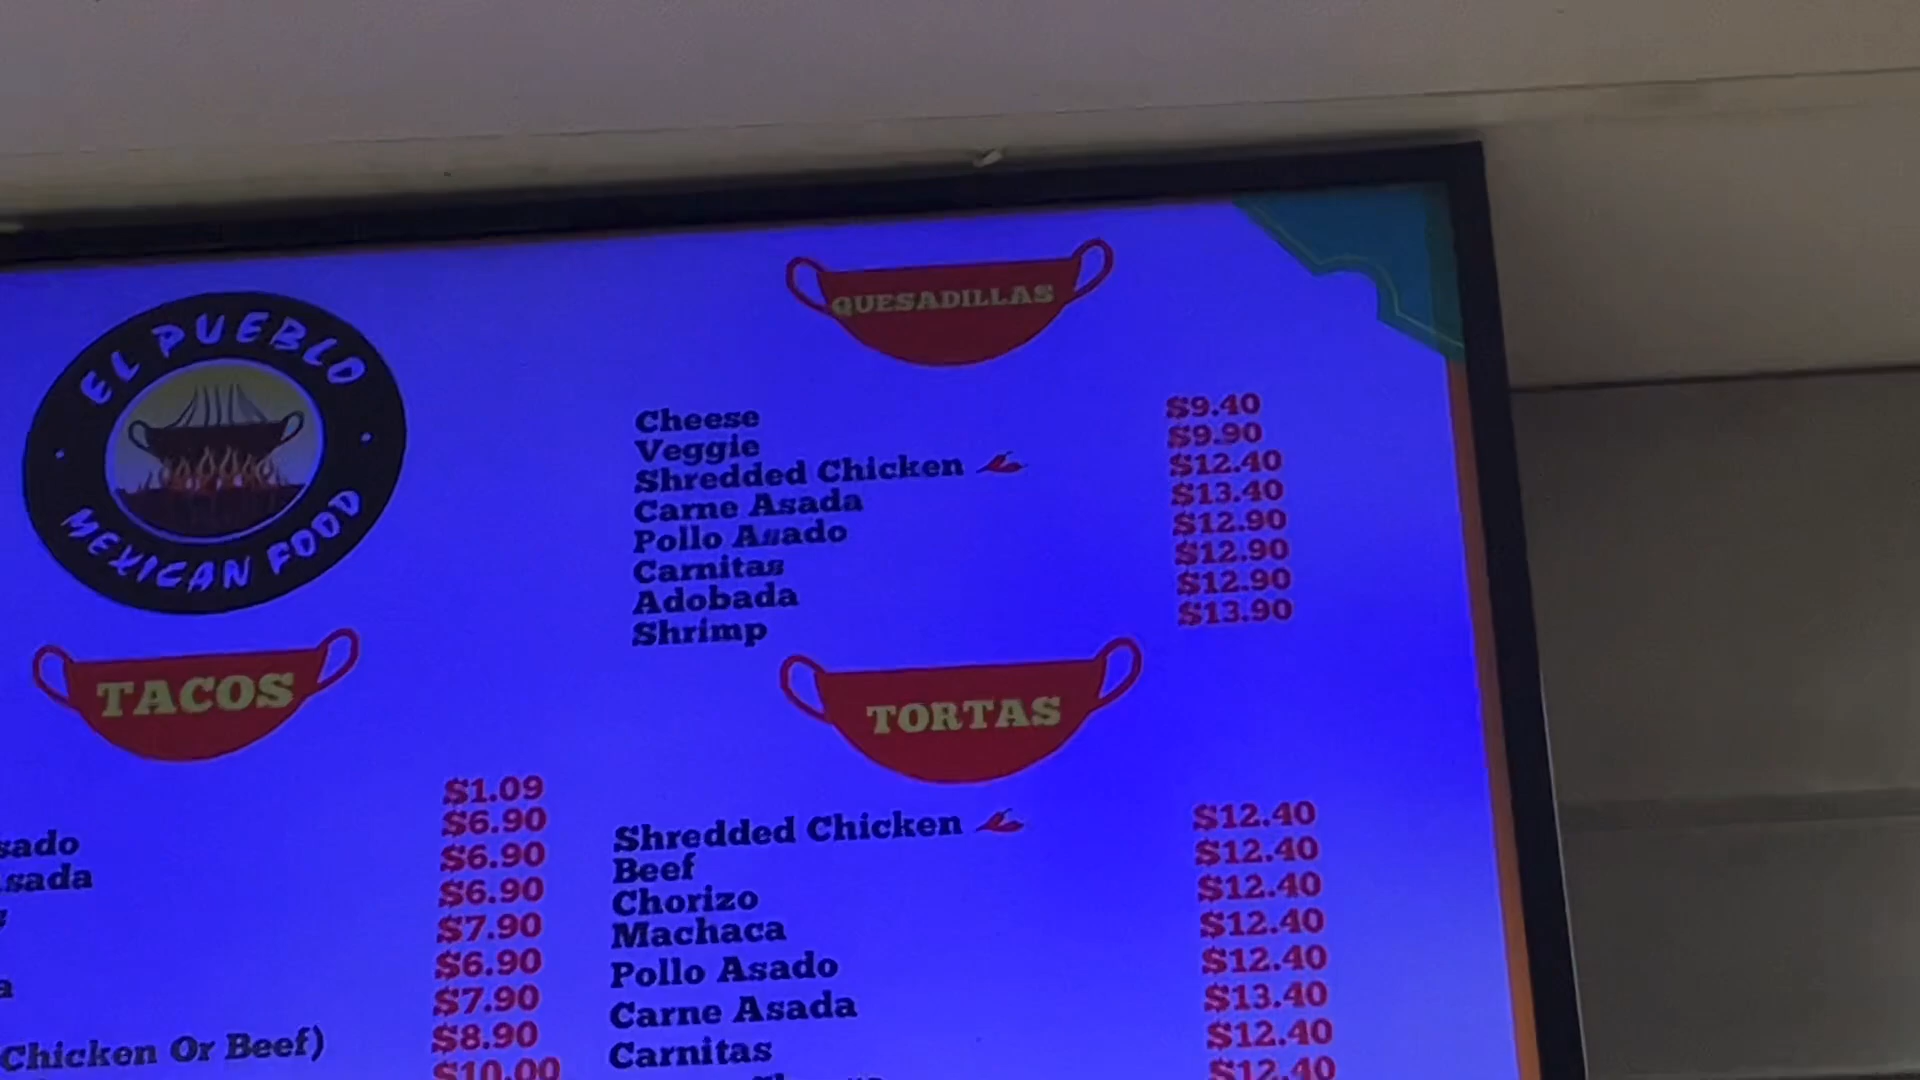 EL PUEBLO
MEXICAN FOOD
QUESADILLAS
Cheese $9.40
Veggie $9.90
Shredded Chicken $12.40
Carne Asada $13.40
Pollo Asado $12.90
Carnitas $12.90
Adobada $12.90
Shrimp $13.90
TACOS
$1.09
sado $6.90
sada $6.90
$6.90
$7.90
a $6.90
$7.90
Chicken Or Beef) $8.90
$10.00
TORTAS
Shredded Chicken $12.40
Beef $12.40
Chorizo $12.40
Machaca $12.40
Pollo Asado $12.40
Carne Asada $13.40
Carnitas $12.40
$12.40